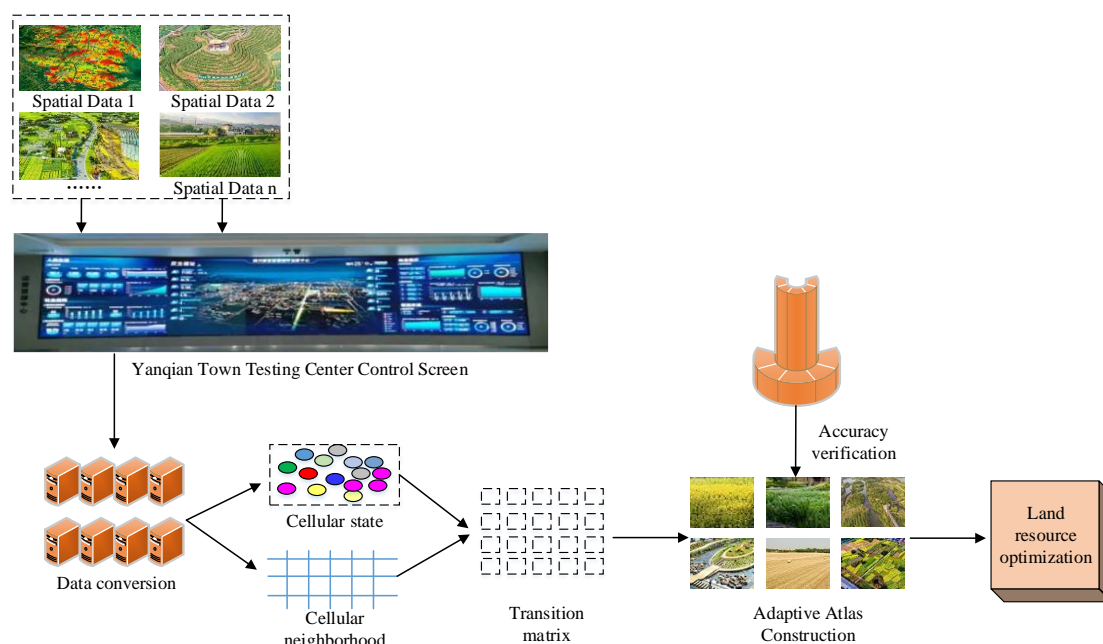 Spatial Data 1
Spatial Data 2
......
Spatial Data n
Yanqian Town Testing Center Control Screen
Accuracy
verification
Cellular state
Data conversion
Cellular
neighborhood
Transition
matrix
Adaptive Atlas
Construction
Land
resource
optimization